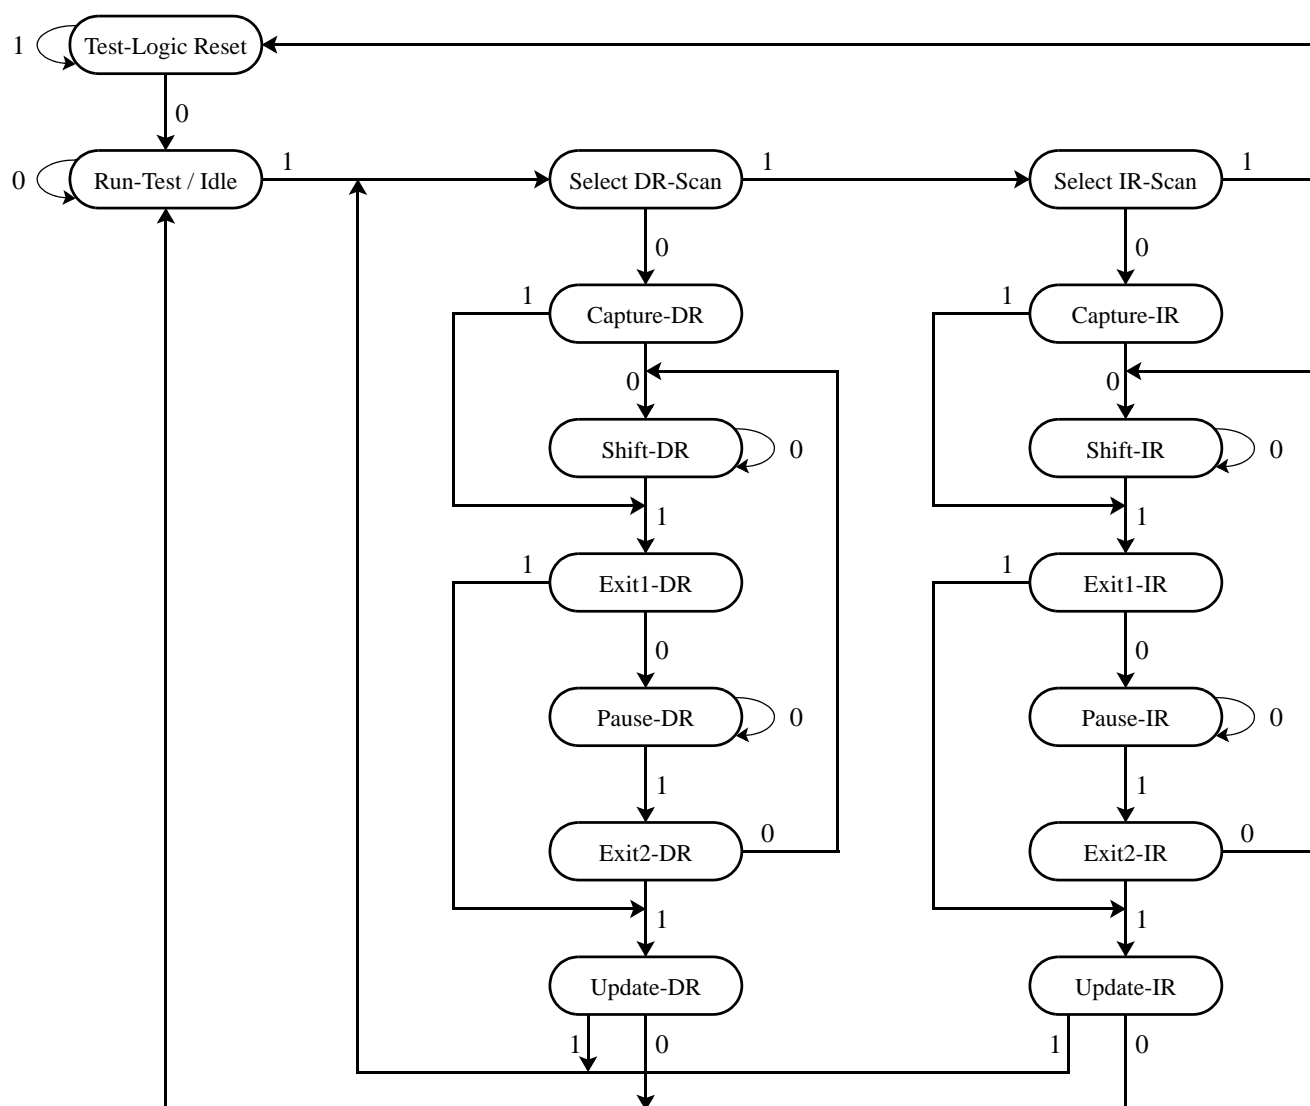 1 Test-Logic Reset
0
0 Run-Test / Idle 1 Select DR-Scan 1 Select IR-Scan 1
0 0
1 Capture-DR 1 Capture-IR
0 0
Shift-DR 0 Shift-IR 0
1 1
1 Exit1-DR 1 Exit1-IR
0 0
Pause-DR 0 Pause-IR 0
1 1
Exit2-DR 0 Exit2-IR 0
1 1
Update-DR Update-IR
1 0 1 0